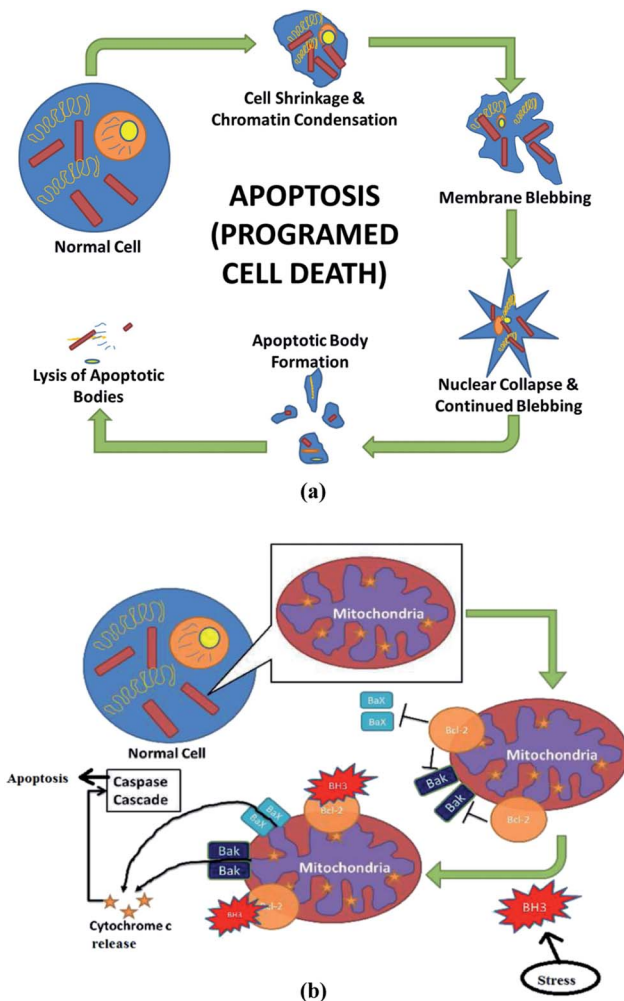 Cell Shrinkage &
Chromatin Condensation
Normal Cell
APOPTOSIS
(PROGRAMED
CELL DEATH)
Membrane Blebbing
Nuclear Collapse &
Continued Blebbing
Apoptotic Body
Formation
Lysis of Apoptotic
Bodies
(a)
Mitochondria
Normal Cell
BaX
BaX
Bcl-2
Mitochondria
Bak
Bak
Bcl-2
BH3
Stress
BH3
Bcl-2
BaX
BaX
Bak
Bak
Mitochondria
BH3
-2
Cytochrome c
release
Caspase
Cascade
Apoptosis
(b)